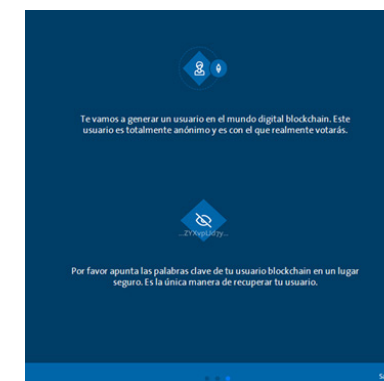 Te vamos a generar un usuario en el mundo digital blockchain. Este
usuario es totalmente anónimo y es con el que realmente votarás.
Por favor apunta las palabras clave de tu usuario blockchain en un lugar
seguro. Es la única manera de recuperar tu usuario.